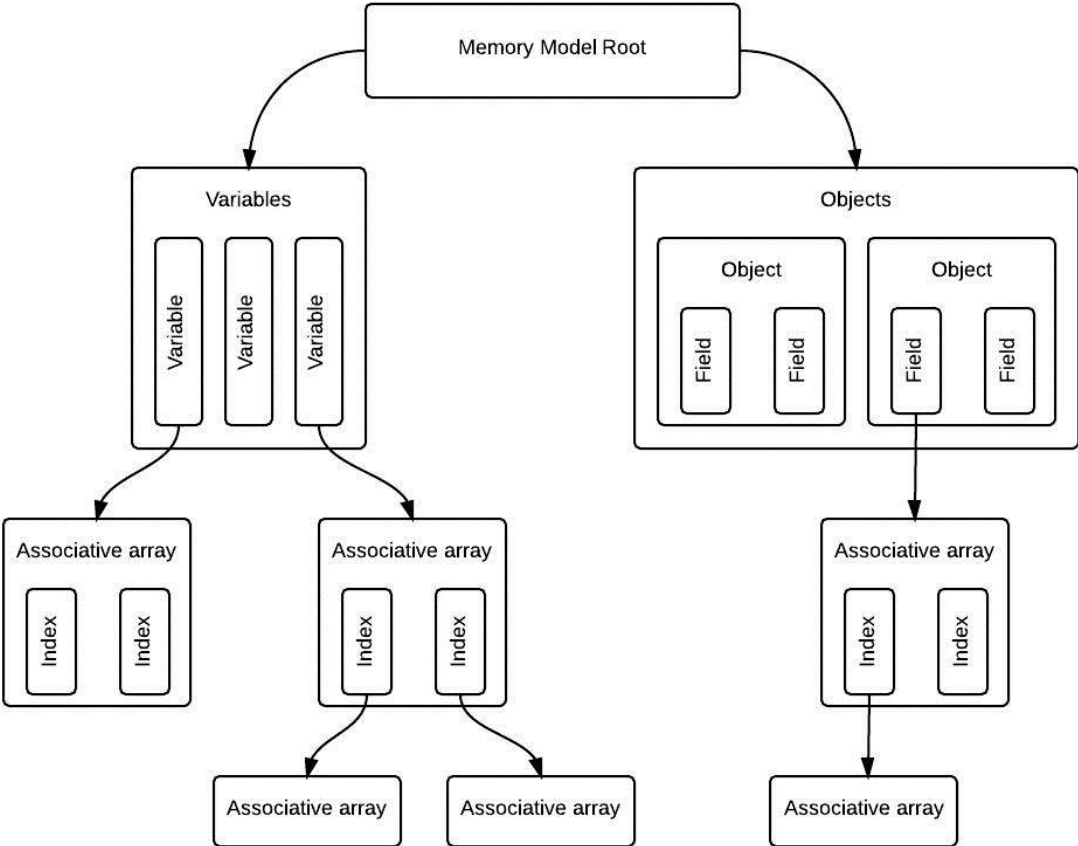 Memory Model Root
Variables
Variable
Variable
Variable
Objects
Object
Field
Field
Object
Field
Field
Associative array
Index
Index
Associative array
Index
Index
Associative array
Index
Index
Associative array
Associative array
Associative array